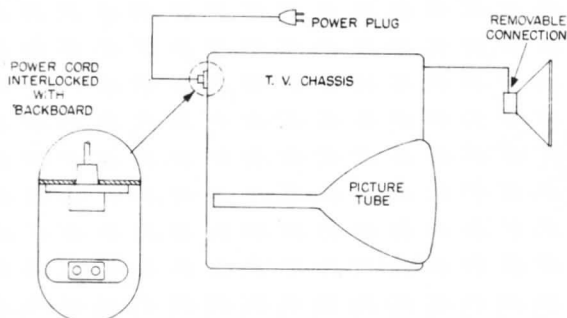 POWER PLUG
REMOVABLE
CONNECTION
POWER CORD
INTERLOCKED
WITH
BACKBOARD
T. V. CHASSIS
PICTURE
TUBE